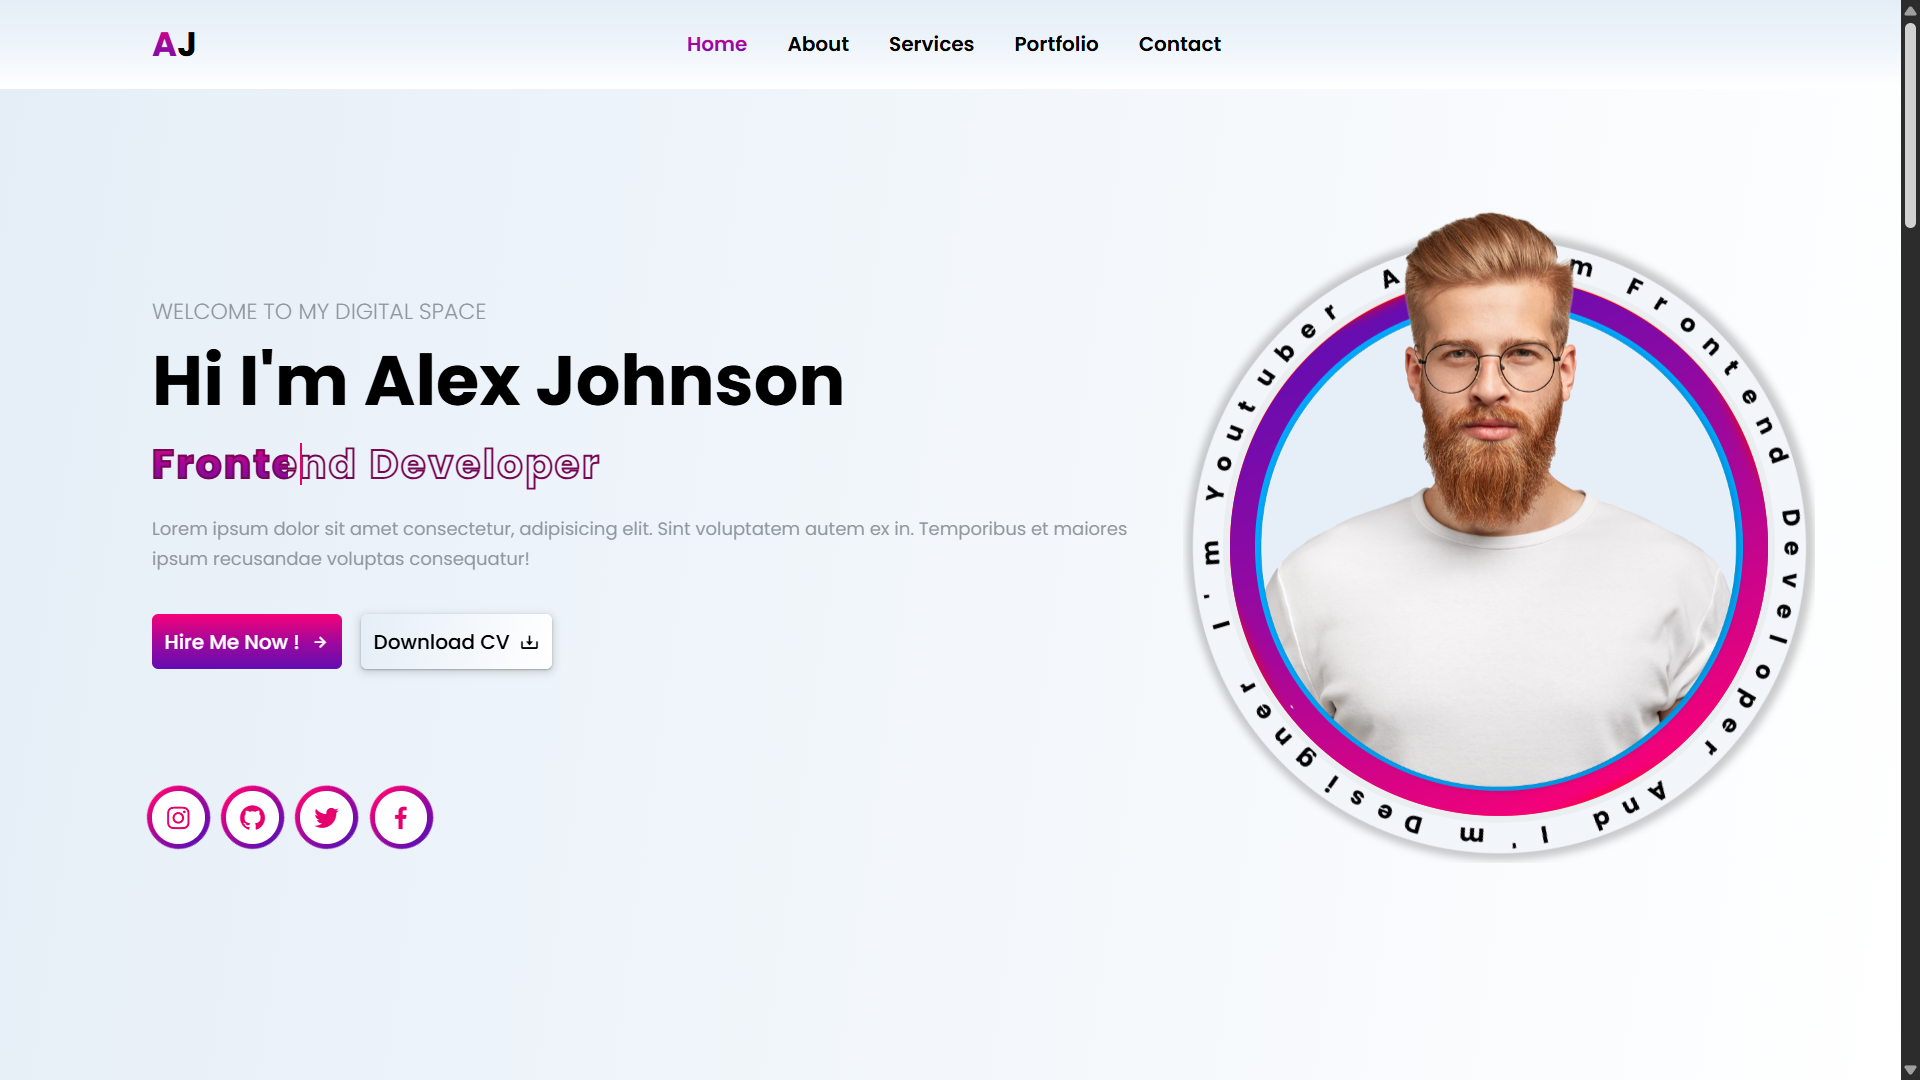 AJ
Home
About
Services
Portfolio
Contact
WELCOME TO MY DIGITAL SPACE
Hi I'm Alex Johnson
Frontend Developer
Lorem ipsum dolor sit amet consectetur, adipisicing elit. Sint voluptatem autem ex in. Temporibus et maiores
ipsum recusandae voluptas consequatur!
Hire Me Now !
Download CV
m Frontend Developer And I'm Designer I'm Youtuber A